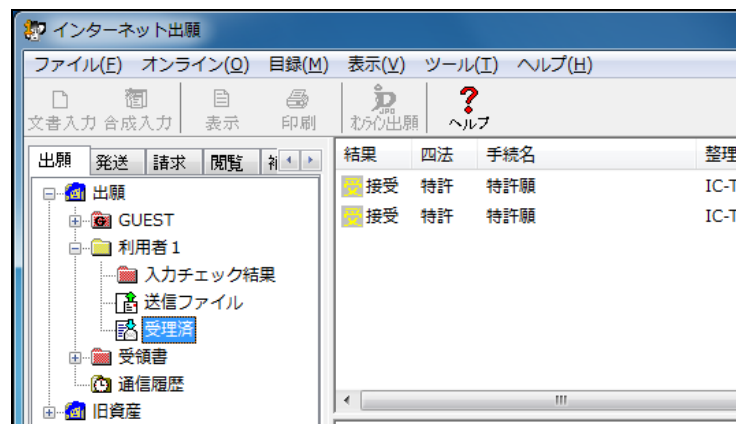 インターネット出願
ファイル(F) オンライン(O) 目録(M) 表示(V) ツール(T) ヘルプ(H)
文書入力 合成入力 表示 印刷 オンライン出願 ヘルプ
出願 発送 請求 閲覧
結果 四法 手続名 整理
受 接受 特許 特許願 IC-T
受 接受 特許 特許願 IC-T
出願
GUEST
利用者1
入力チェック結果
送信ファイル
受理済
受領書
通信履歴
旧資産